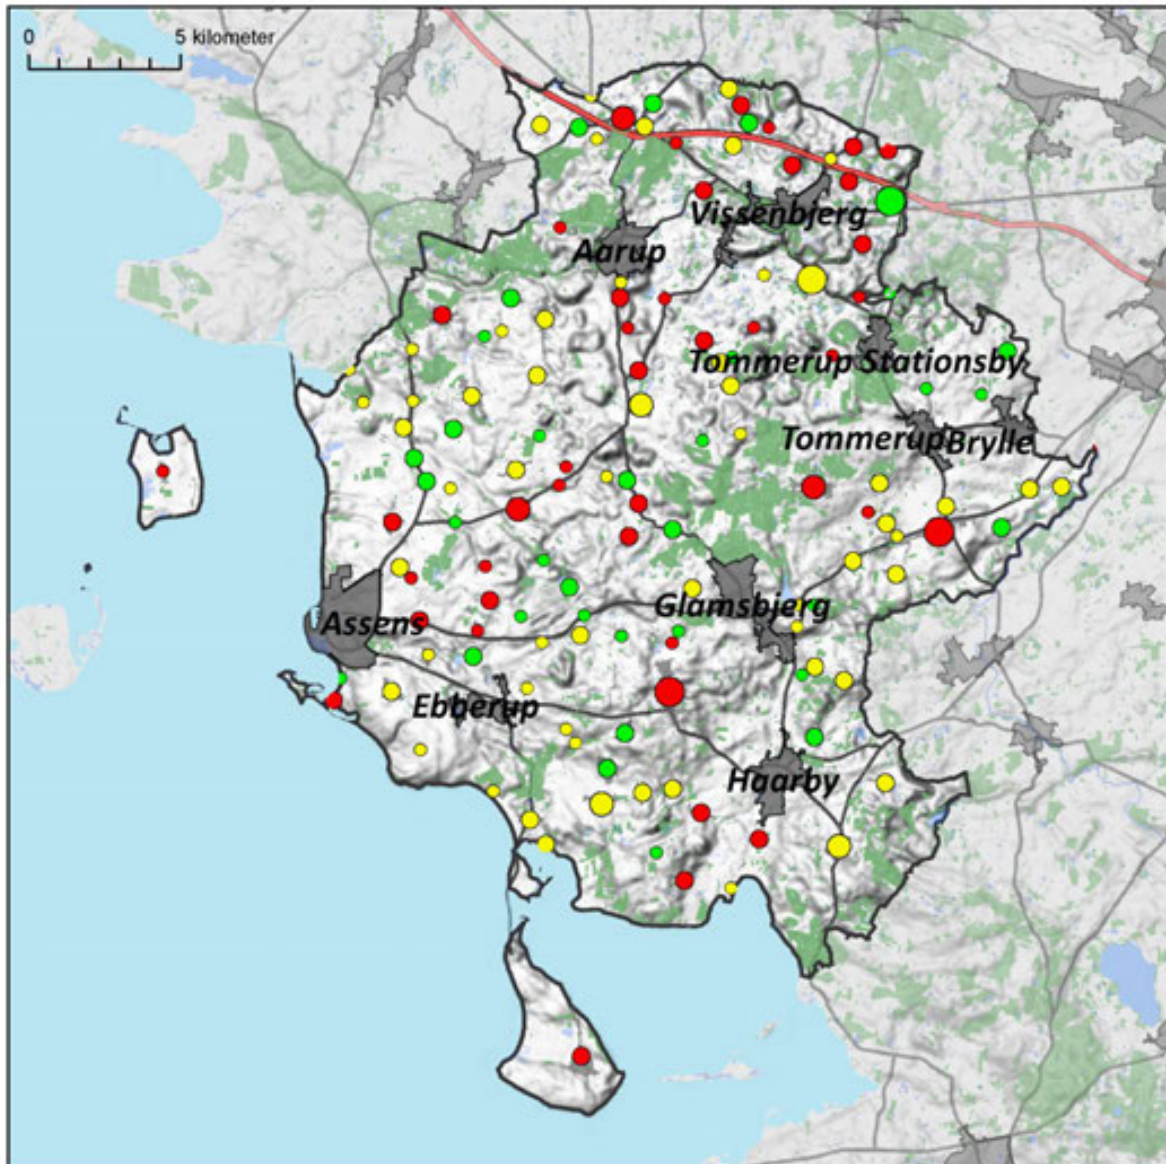 0 5 kilometer
Vissenbjerg
Aarup
Tommerup Stationsby
Tommerup Brylle
Glamsbjerg
Assens
Ebberup
Haarby